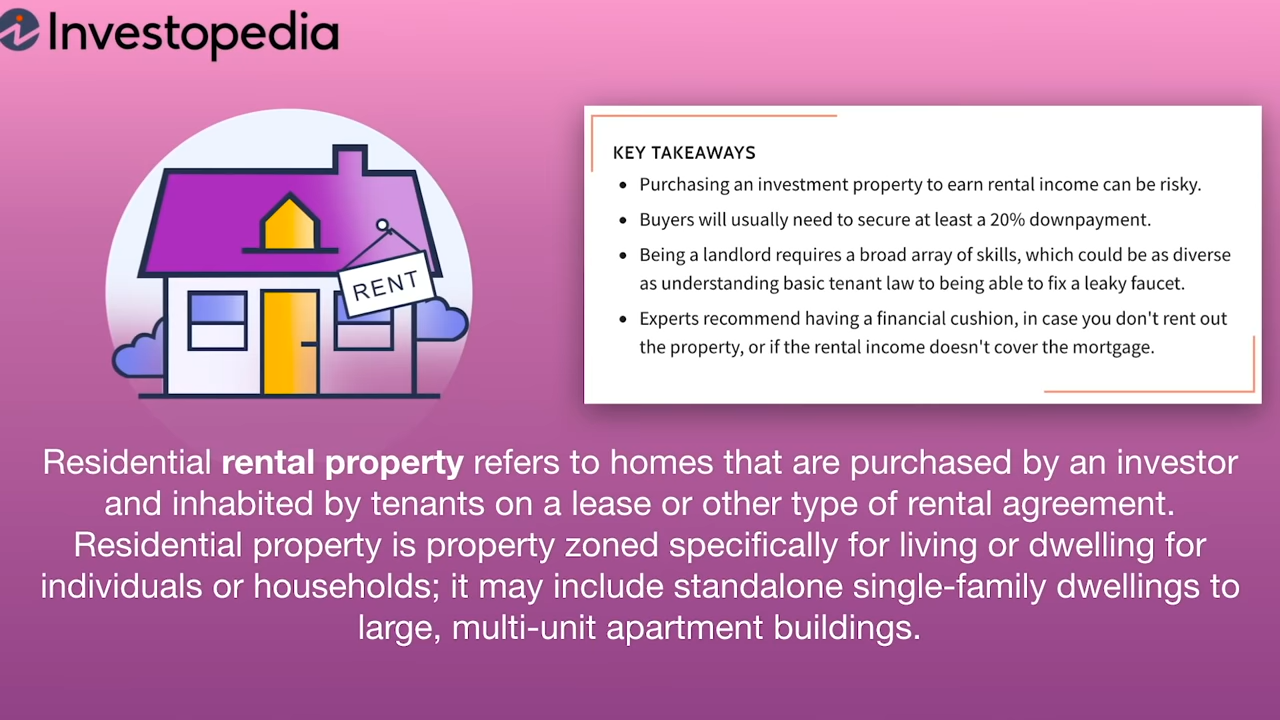 Investopedia
RENT
KEY TAKEAWAYS
• Purchasing an investment property to earn rental income can be risky.
• Buyers will usually need to secure at least a 20% downpayment.
• Being a landlord requires a broad array of skills, which could be as diverse
as understanding basic tenant law to being able to fix a leaky faucet.
• Experts recommend having a financial cushion, in case you don't rent out
the property, or if the rental income doesn't cover the mortgage.
Residential rental property refers to homes that are purchased by an investor
and inhabited by tenants on a lease or other type of rental agreement.
Residential property is property zoned specifically for living or dwelling for
individuals or households; it may include standalone single-family dwellings to
large, multi-unit apartment buildings.